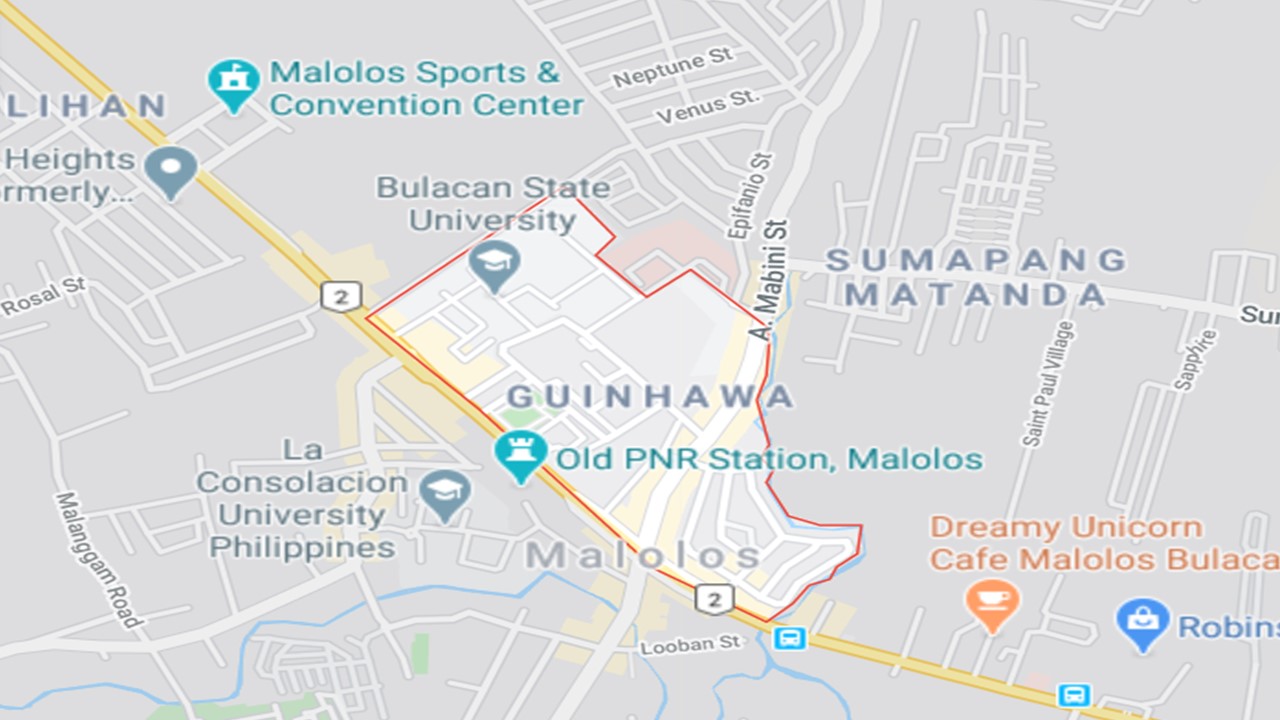 Neptune St
Malolos Sports &
Convention Center
Venus St.
LIHAN
Heights
ormerly...
Bulacan State
University
Epifanio St
A. Mabini St
SUMAPANG
MATANDA
Rosal St
2
Sur
Saint Paul Village
Sapphire
GUINHAWA
La
Consolacion
University
Philippines
Old PNR Station, Malolos
Malanggam Road
Malolos
Dreamy Unicorn
Cafe Malolos Bulaca
2
Robins
Looban St